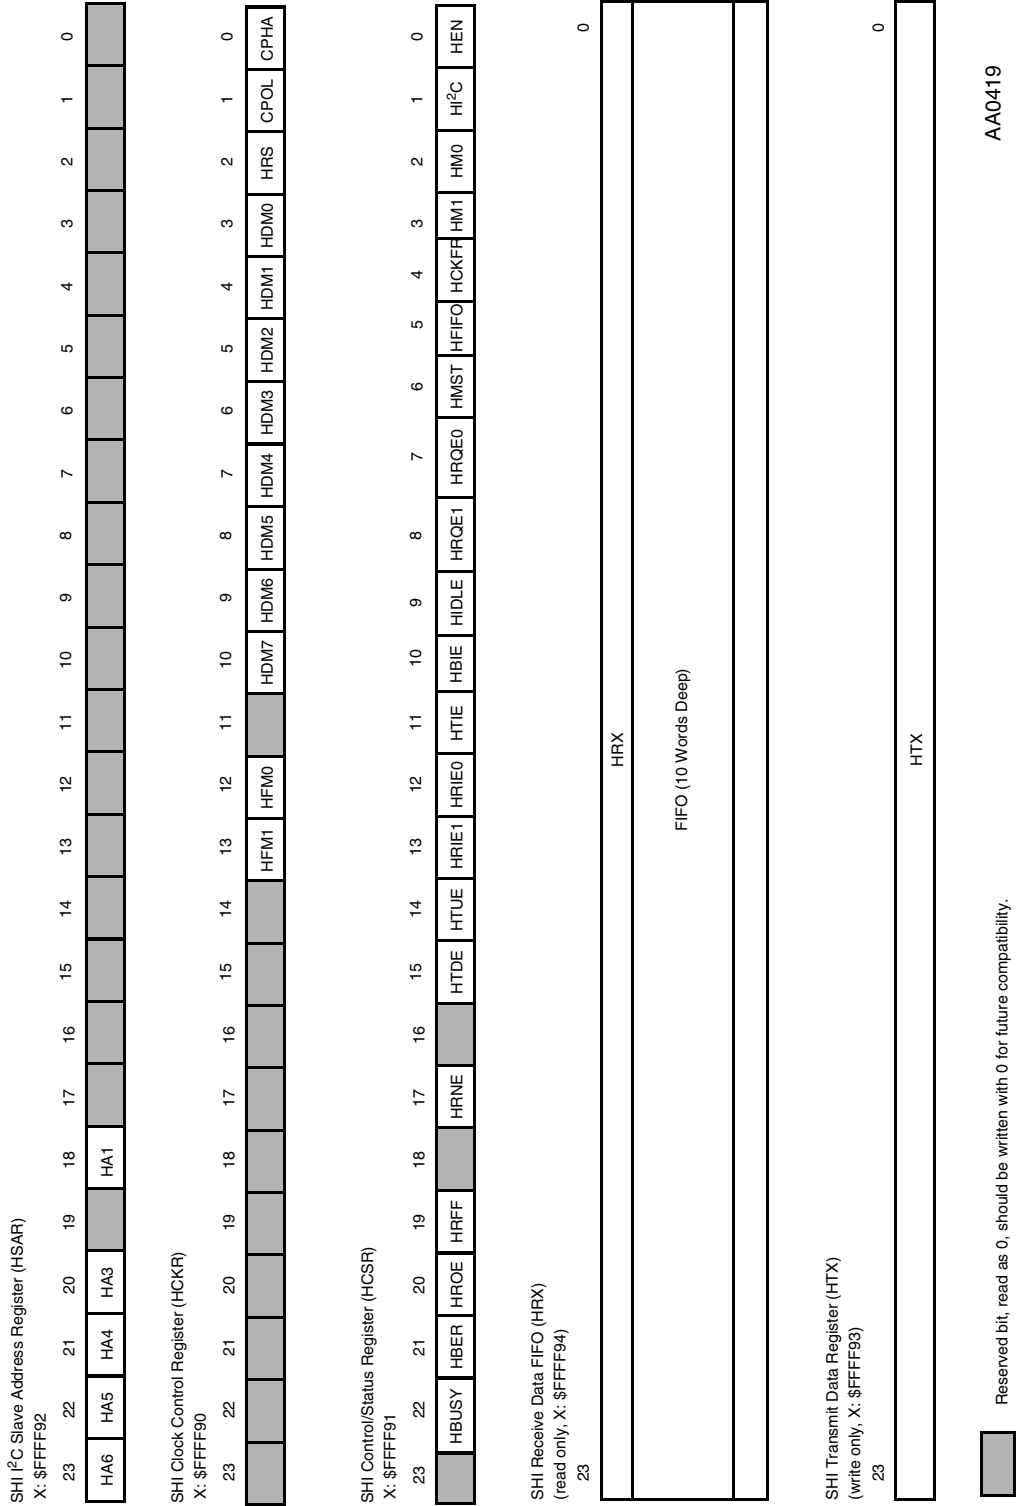 SHI I²C Slave Address Register (HSAR)
X: $FFFF92
23 22 21 20 19 18 17 16 15 14 13 12 11 10 9 8 7 6 5 4 3 2 1 0
HA6 HA5 HA4 HA3 HA1
SHI Clock Control Register (HCKR)
X: $FFFF90
23 22 21 20 19 18 17 16 15 14 13 12 11 10 9 8 7 6 5 4 3 2 1 0
HFM1 HFM0 HDM7 HDM6 HDM5 HDM4 HDM3 HDM2 HDM1 HDM0 HRS CPOL CPHA
SHI Control/Status Register (HCSR)
X: $FFFF91
23 22 21 20 19 18 17 16 15 14 13 12 11 10 9 8 7 6 5 4 3 2 1 0
HBUSY HBER HROE HRFF HRNE HTDE HTUE HRIE1 HRIE0 HTIE HBIE HIDLE HRQE1 HRQE0 HMST HFIFO HCKFR HM1 HM0 HI²C HEN
SHI Receive Data FIFO (HRX)
(read only, X: $FFFF94)
23 0
HRX
FIFO (10 Words Deep)
SHI Transmit Data Register (HTX)
(write only, X: $FFFF93)
23 0
HTX
Reserved bit, read as 0, should be written with 0 for future compatibility.
AA0419